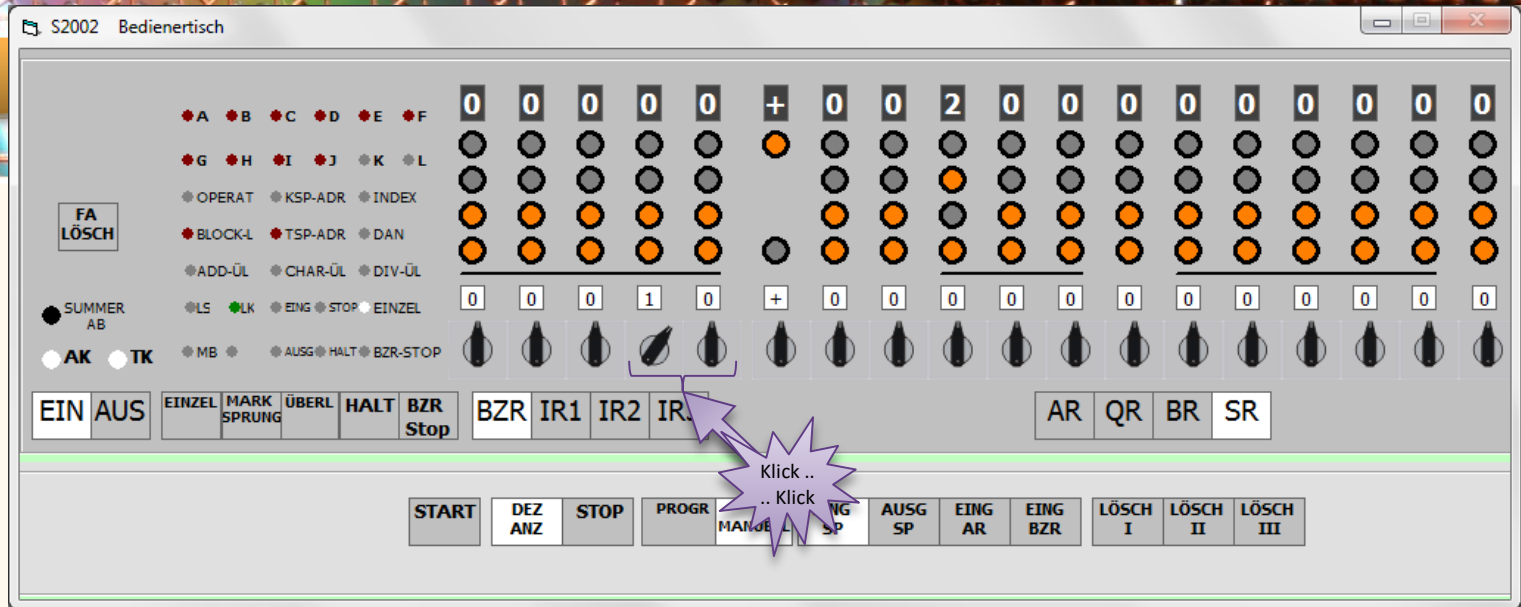 S2002 Bedienertisch
0 0 0 0 0 + 0 0 2 0 0 0 0 0 0 0 0 0
A B C D E F
G H I J K L
OPERAT KSP-ADR INDEX
FA
LÖSCH
BLOCK-L TSP-ADR DAN
ADD-ÜL CHAR-ÜL DIV-ÜL
0 0 0 1 0 + 0 0 0 0 0 0 0 0 0 0 0 0
SUMMER
AB
LS LK EING STOP EINZEL
AK TK
MB AUSG HALT BZR-STOP
EIN AUS
EINZEL
MARK
SPRUNG
ÜBERL
HALT
BZR
Stop
BZR IR1 IR2
AR QR BR SR
Klick ..
.. Klick
START
DEZ
ANZ
STOP
PROGR
AUSG
SP
EING
AR
EING
BZR
LÖSCH
I
LÖSCH
II
LÖSCH
III